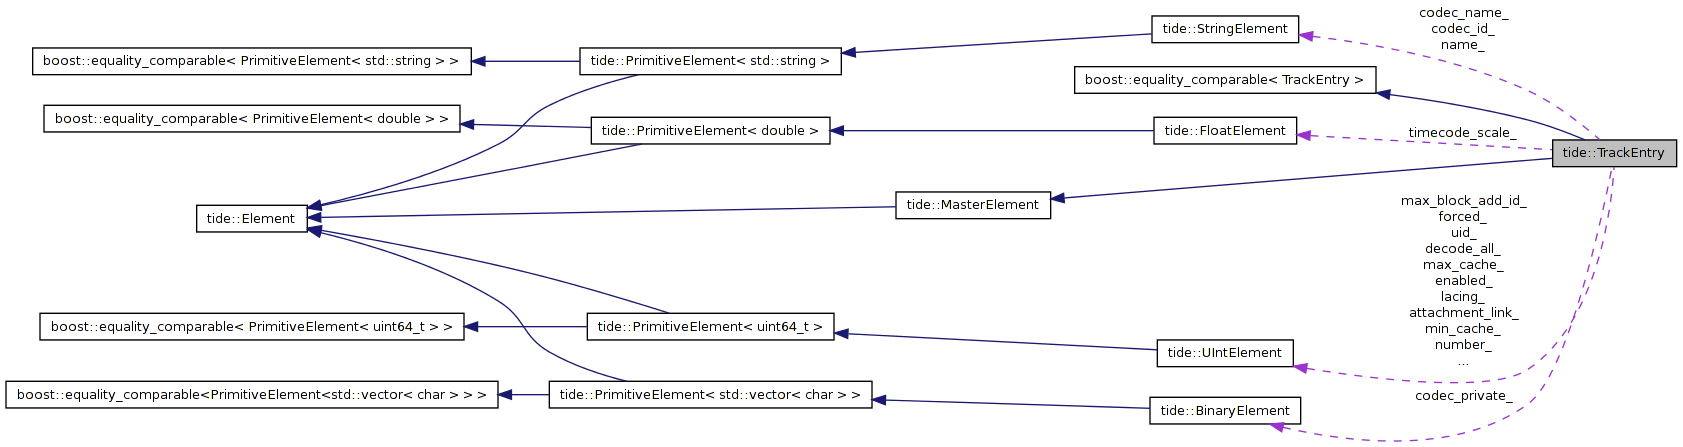 codec_name_
codec_id_
name_
tide::StringElement
boost::equality_comparable< PrimitiveElement< std::string > >
tide::PrimitiveElement< std::string >
boost::equality_comparable< TrackEntry >
boost::equality_comparable< PrimitiveElement< double > >
tide::PrimitiveElement< double >
tide::FloatElement
timecode_scale_
tide::TrackEntry
tide::Element
tide::MasterElement
max_block_add_id_
forced_
uid_
decode_all_
max_cache_
enabled_
lacing_
attachment_link_
min_cache_
number_
...
boost::equality_comparable< PrimitiveElement< uint64_t > >
tide::PrimitiveElement< uint64_t >
tide::UIntElement
boost::equality_comparable<PrimitiveElement<std::vector< char > > >
tide::PrimitiveElement< std::vector< char > >
codec_private_
tide::BinaryElement